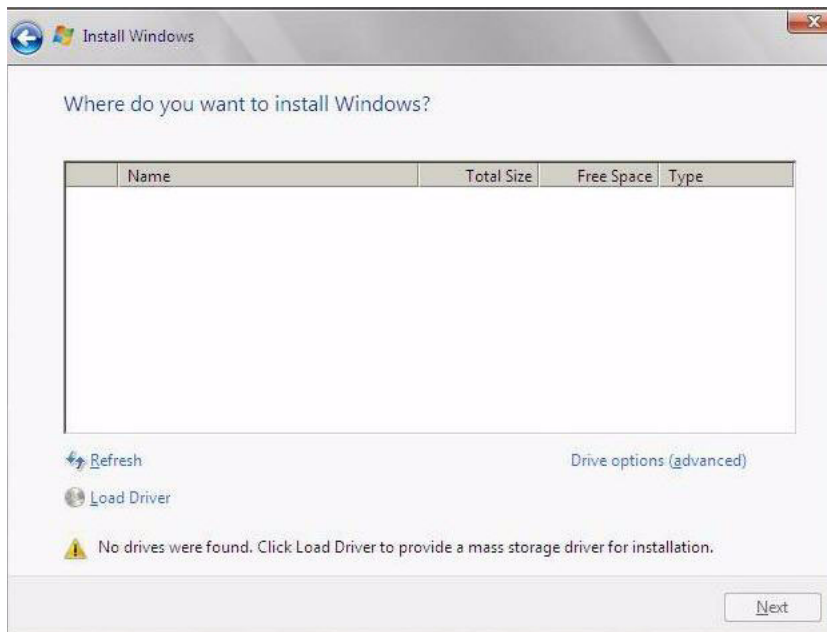 Install Windows
Where do you want to install Windows?
Name Total Size Free Space Type
Refresh Drive options (advanced)
Load Driver
No drives were found. Click Load Driver to provide a mass storage driver for installation.
Next